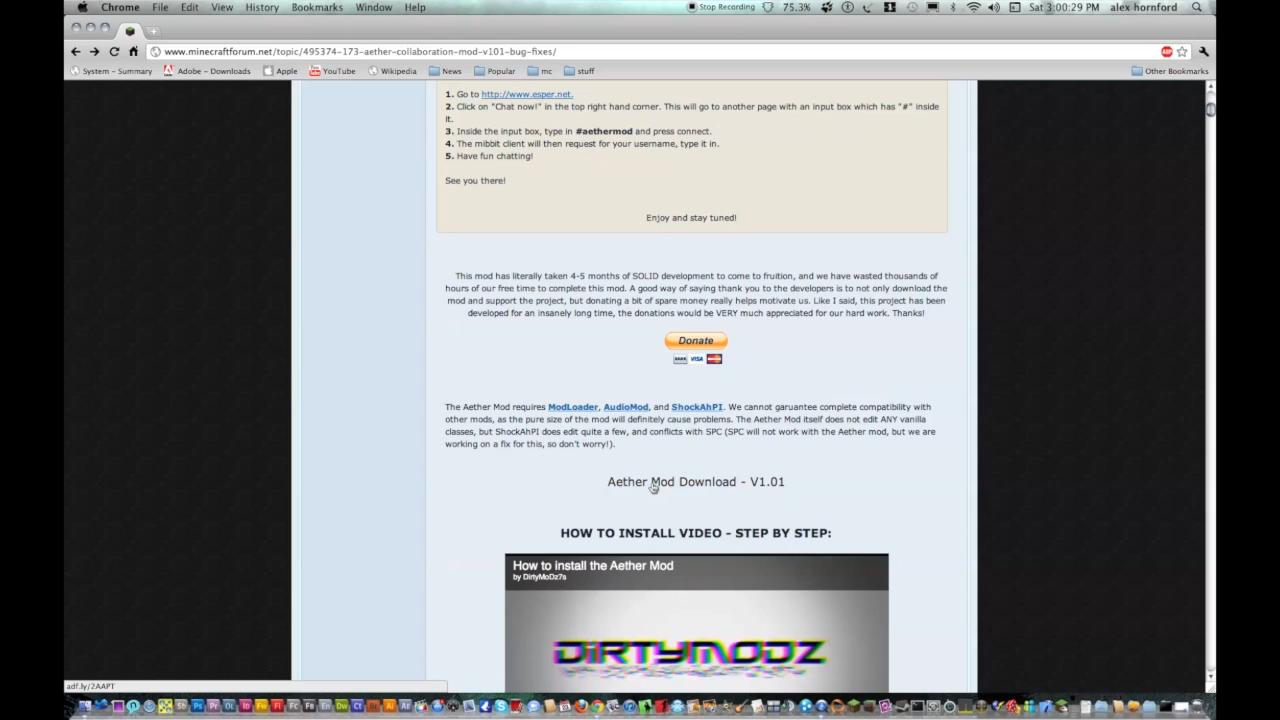 Chrome File Edit View History Bookmarks Window Help Stop Recording 75.3% Sat 3:00:29 PM alex hornford
www.minecraftforum.net/topic/495374-173-aether-collaboration-mod-v101-bug-fixes/ ABP
System – Summary Adobe – Downloads Apple YouTube Wikipedia News Popular mc stuff Other Bookmarks
1. Go to http://www.esper.net.
2. Click on "Chat now!" in the top right hand corner. This will go to another page with an input box which has "#" inside
it.
3. Inside the input box, type in #aethermod and press connect.
4. The mibbit client will then request for your username, type it in.
5. Have fun chatting!
See you there!
Enjoy and stay tuned!
This mod has literally taken 4-5 months of SOLID development to come to fruition, and we have wasted thousands of
hours of our free time to complete this mod. A good way of saying thank you to the developers is to not only download the
mod and support the project, but donating a bit of spare money really helps motivate us. Like I said, this project has been
developed for an insanely long time, the donations would be VERY much appreciated for our hard work. Thanks!
Donate
BANK VISA
The Aether Mod requires ModLoader, AudioMod, and ShockAhPI. We cannot garuantee complete compatibility with
other mods, as the pure size of the mod will definitely cause problems. The Aether Mod itself does not edit ANY vanilla
classes, but ShockAhPI does edit quite a few, and conflicts with SPC (SPC will not work with the Aether mod, but we are
working on a fix for this, so don't worry!).
Aether Mod Download - V1.01
HOW TO INSTALL VIDEO - STEP BY STEP:
How to install the Aether Mod
by DirtyMoDz7s
DIRTYMODZ
adf.ly/2AAPT